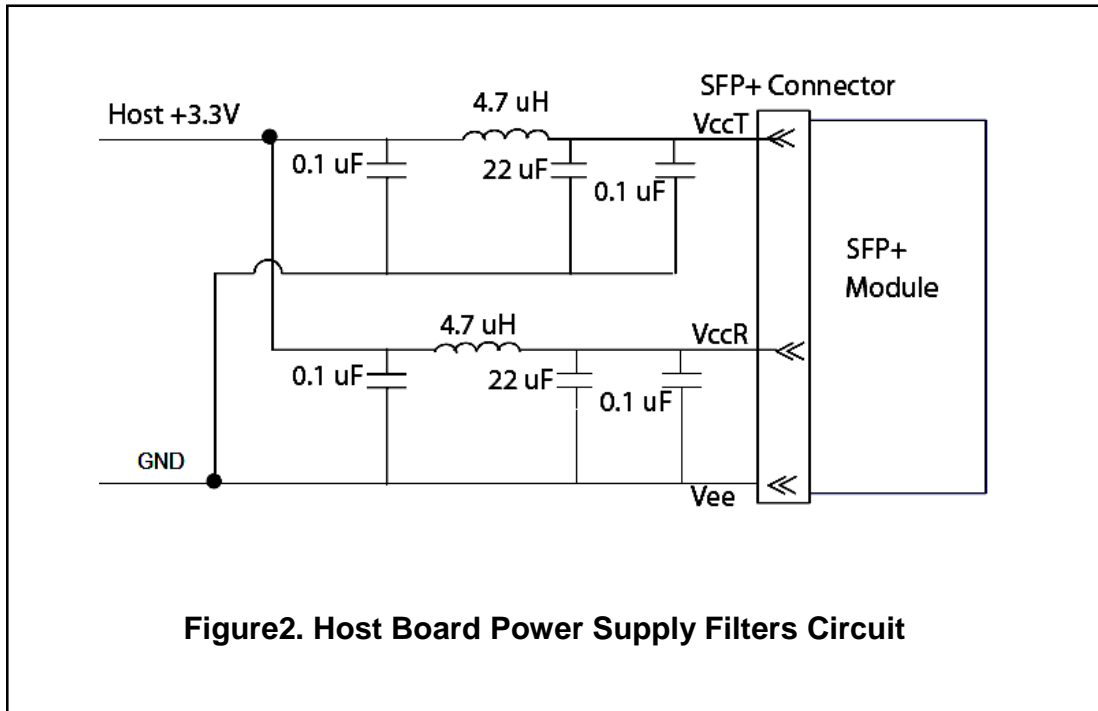 SFP+ Connector
4.7 uH
Host +3.3V
VccT
0.1 uF
22 uF
0.1 uF
SFP+
Module
4.7 uH
VccR
0.1 uF
22 uF
0.1 uF
GND
Vee
Figure2. Host Board Power Supply Filters Circuit